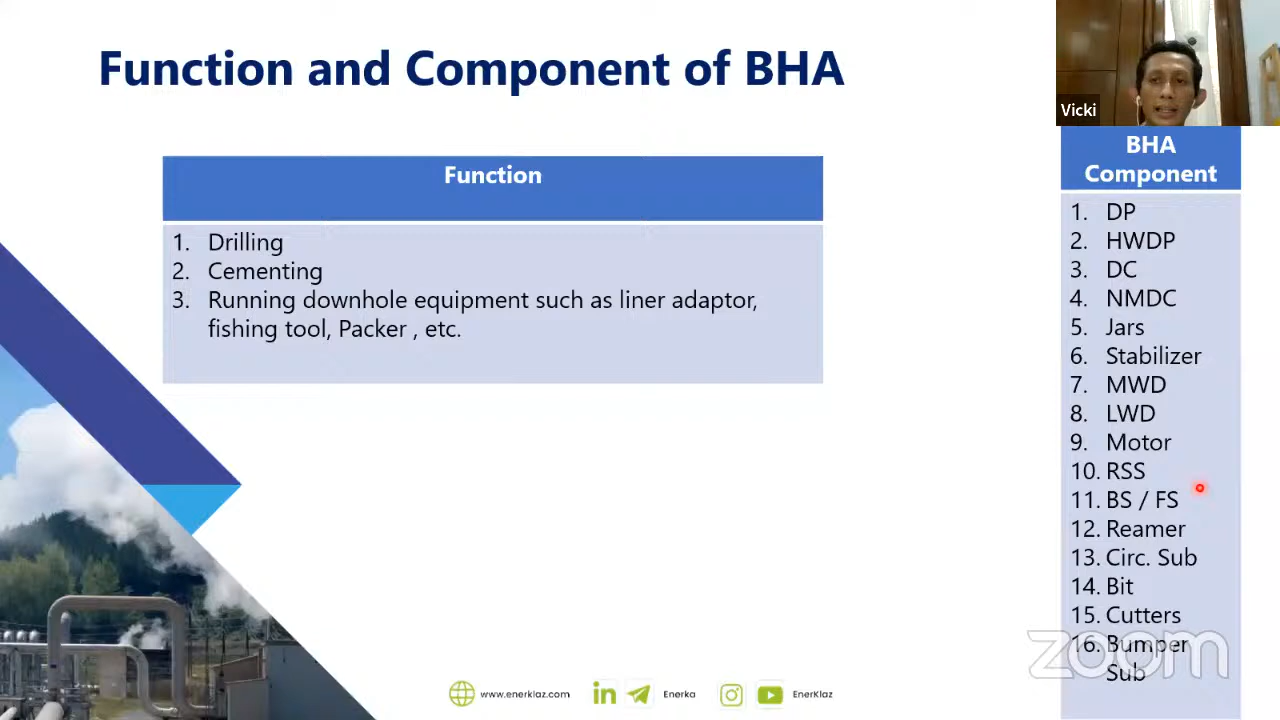 Function and Component of BHA
Vicki
Function
1. Drilling
2. Cementing
3. Running downhole equipment such as liner adaptor,
fishing tool, Packer , etc.
BHA
Component
1. DP
2. HWDP
3. DC
4. NMDC
5. Jars
6. Stabilizer
7. MWD
8. LWD
9. Motor
10. RSS
11. BS / FS
12. Reamer
13. Circ. Sub
14. Bit
15. Cutters
16. Bumper
Sub
zoom
www.enerklaz.com
in
Enerka
EnerKlaz